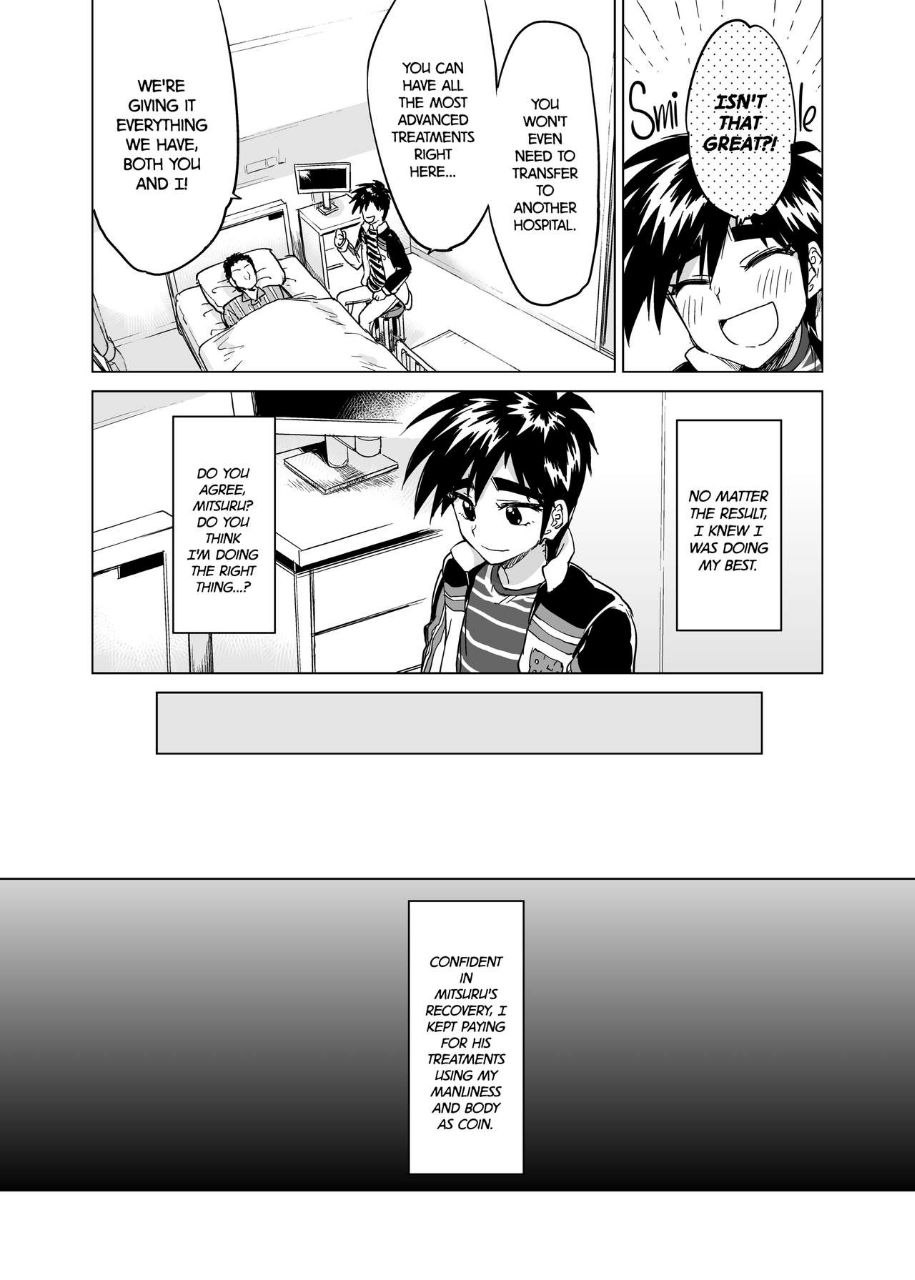 ISN'T
THAT
GREAT?!
Smi le
YOU
WON'T
EVEN
NEED TO
TRANSFER
TO
ANOTHER
HOSPITAL.
YOU CAN
HAVE ALL
THE MOST
ADVANCED
TREATMENTS
RIGHT
HERE...
WE'RE
GIVING IT
EVERYTHING
WE HAVE,
BOTH YOU
AND I!
NO MATTER
THE RESULT,
I KNEW I
WAS DOING
MY BEST.
DO YOU
AGREE,
MITSURU?
DO YOU
THINK
I'M DOING
THE RIGHT
THING...?
CONFIDENT
IN
MITSURU'S
RECOVERY, I
KEPT PAYING
FOR HIS
TREATMENTS
USING MY
MANLINESS
AND BODY
AS COIN.